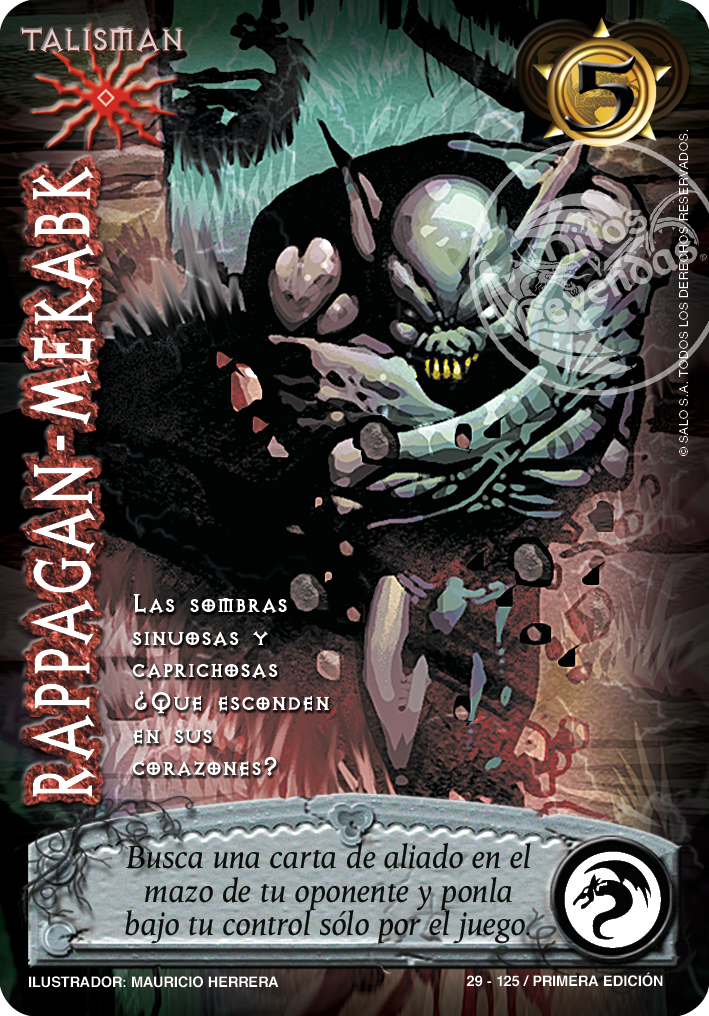 TALISMAN
5
RAPPAGAN-MEKABK
Mitos
Leyendas
®
© SALO S.A. TODOS LOS DERECHOS RESERVADOS.
Las sombras
sinuosas y
caprichosas
¿Que esconden
en sus
corazones?
Busca una carta de aliado en el
mazo de tu oponente y ponla
bajo tu control sólo por el juego.
ILUSTRADOR: MAURICIO HERRERA
29 - 125 / PRIMERA EDICIÓN